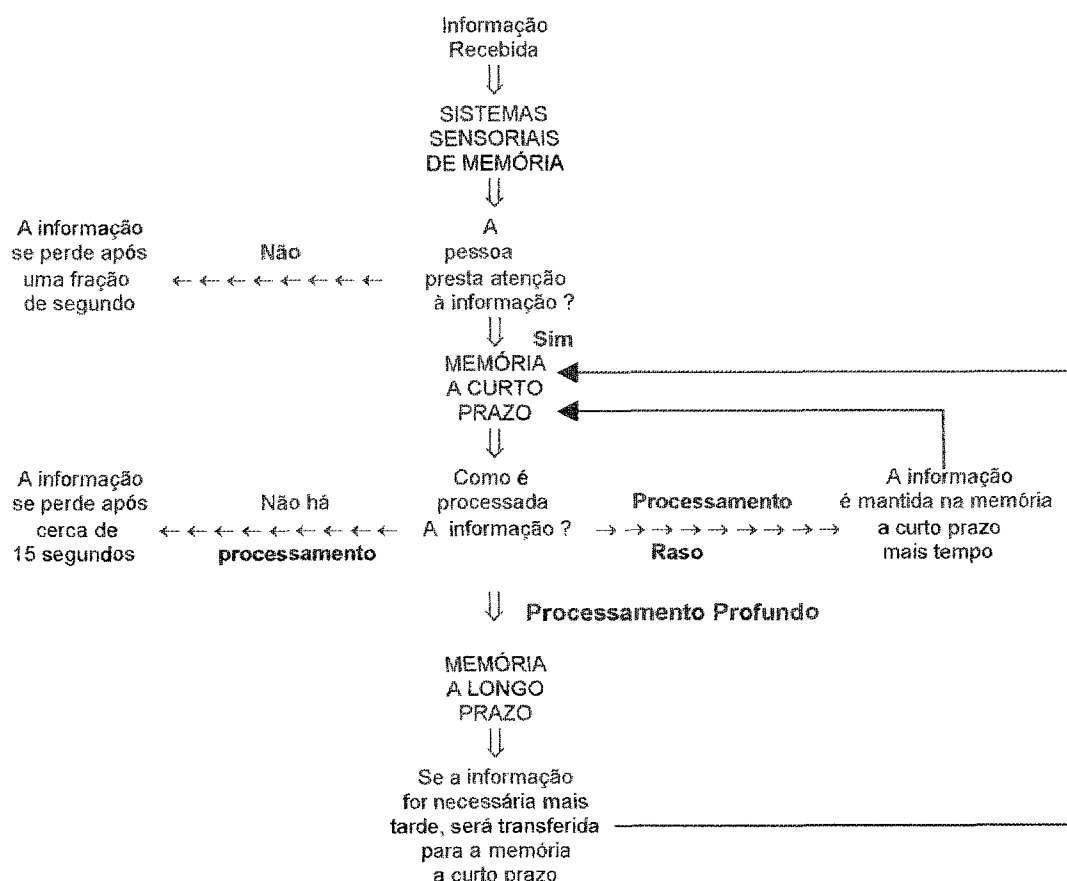 Informação
Recebida
SISTEMAS
SENSORIAIS
DE MEMÓRIA
A informação
se perde após
uma fração
de segundo
Não
A
pessoa
presta atenção
à informação ?
Sim
MEMÓRIA
A CURTO
PRAZO
A informação
se perde após
cerca de
15 segundos
Não há
processamento
Como é
processada
A informação ?
Processamento
Raso
A informação
é mantida na memória
a curto prazo
mais tempo
Processamento Profundo
MEMÓRIA
A LONGO
PRAZO
Se a informação
for necessária mais
tarde, será transferida
para a memória
a curto prazo